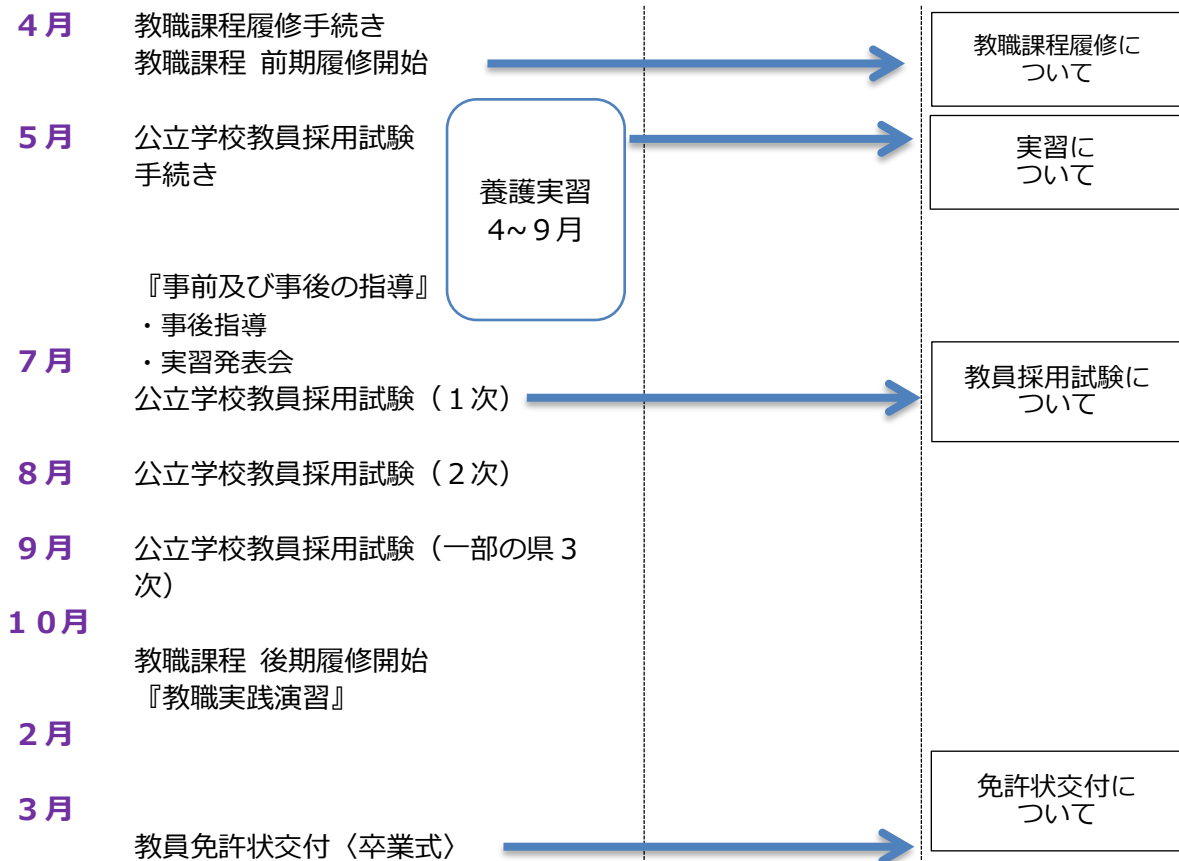 ４月
教職課程履修手続き
教職課程 前期履修開始
教職課程履修に
ついて
５月
公立学校教員採用試験
手続き
養護実習
4~９月
実習に
ついて
『事前及び事後の指導』
・事後指導
・実習発表会
７月
公立学校教員採用試験（１次）
教員採用試験に
ついて
８月
公立学校教員採用試験（２次）
９月
公立学校教員採用試験（一部の県３
次）
１０月
教職課程 後期履修開始
『教職実践演習』
２月
３月
教員免許状交付〈卒業式〉
免許状交付に
ついて